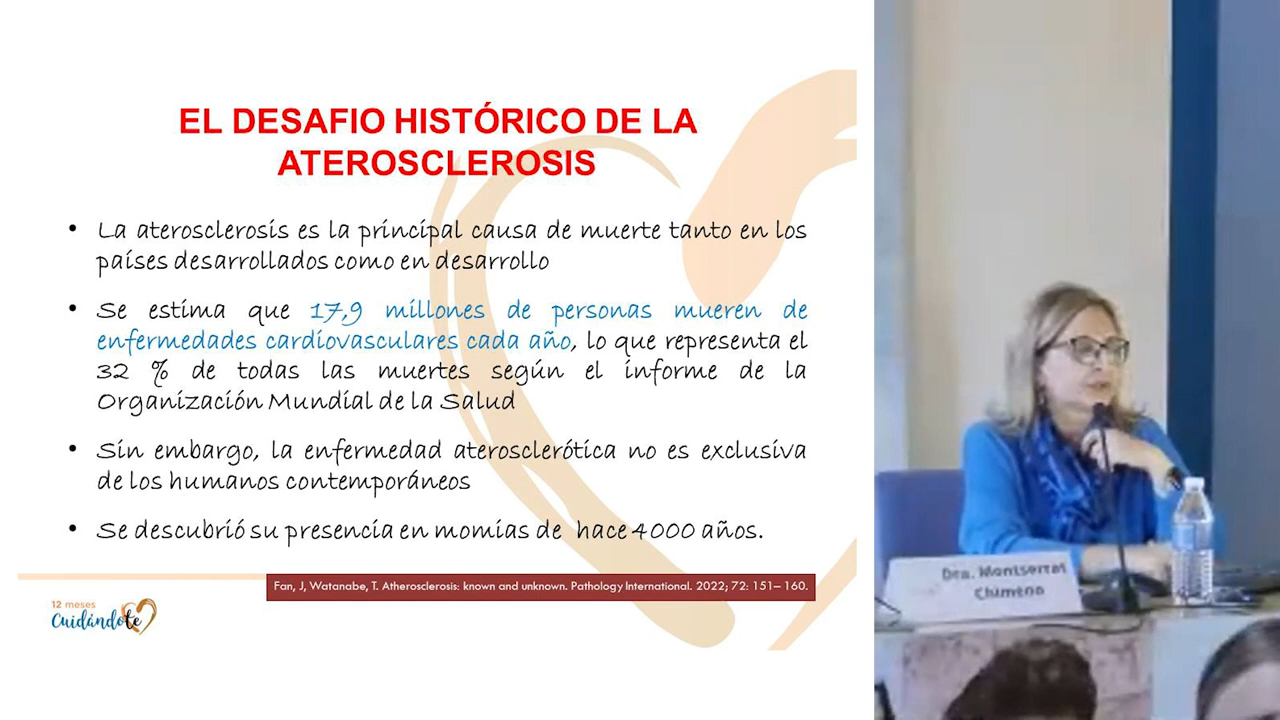 EL DESAFIO HISTÓRICO DE LA
ATEROSCLEROSIS
• La aterosclerosis es la principal causa de muerte tanto en los
países desarrollados como en desarrollo
• Se estima que 17,9 millones de personas mueren de
enfermedades cardiovasculares cada año, lo que representa el
32 % de todas las muertes según el informe de la
Organización Mundial de la Salud
• Sin embargo, la enfermedad aterosclerótica no es exclusiva
de los humanos contemporáneos
• Se descubrió su presencia en momias de hace 4000 años.
Fan, J, Watanabe, T. Atherosclerosis: known and unknown. Pathology International. 2022; 72: 151– 160.
12 meses
Cuidándote
Dra. Montserrat
Chimeno